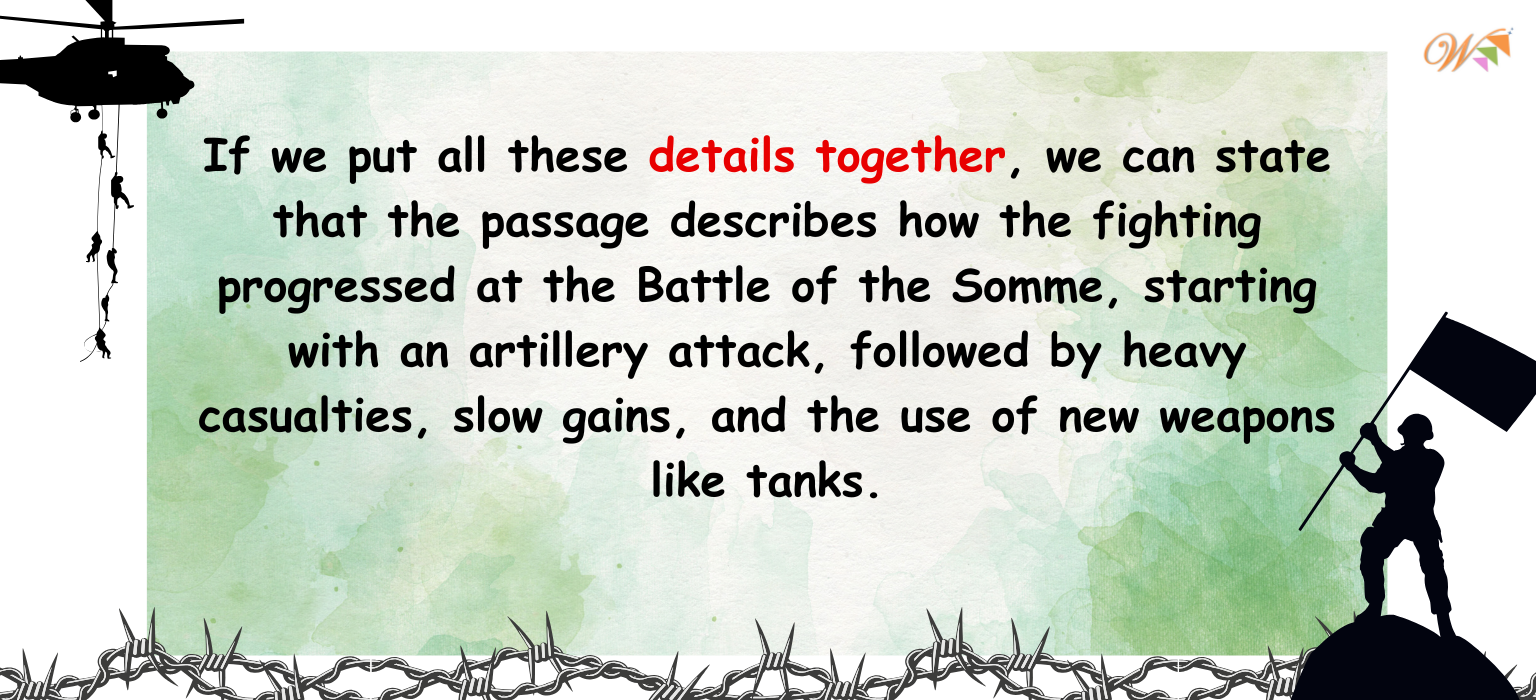 W
If we put all these details together, we can state
that the passage describes how the fighting
progressed at the Battle of the Somme, starting
with an artillery attack, followed by heavy
casualties, slow gains, and the use of new weapons
like tanks.